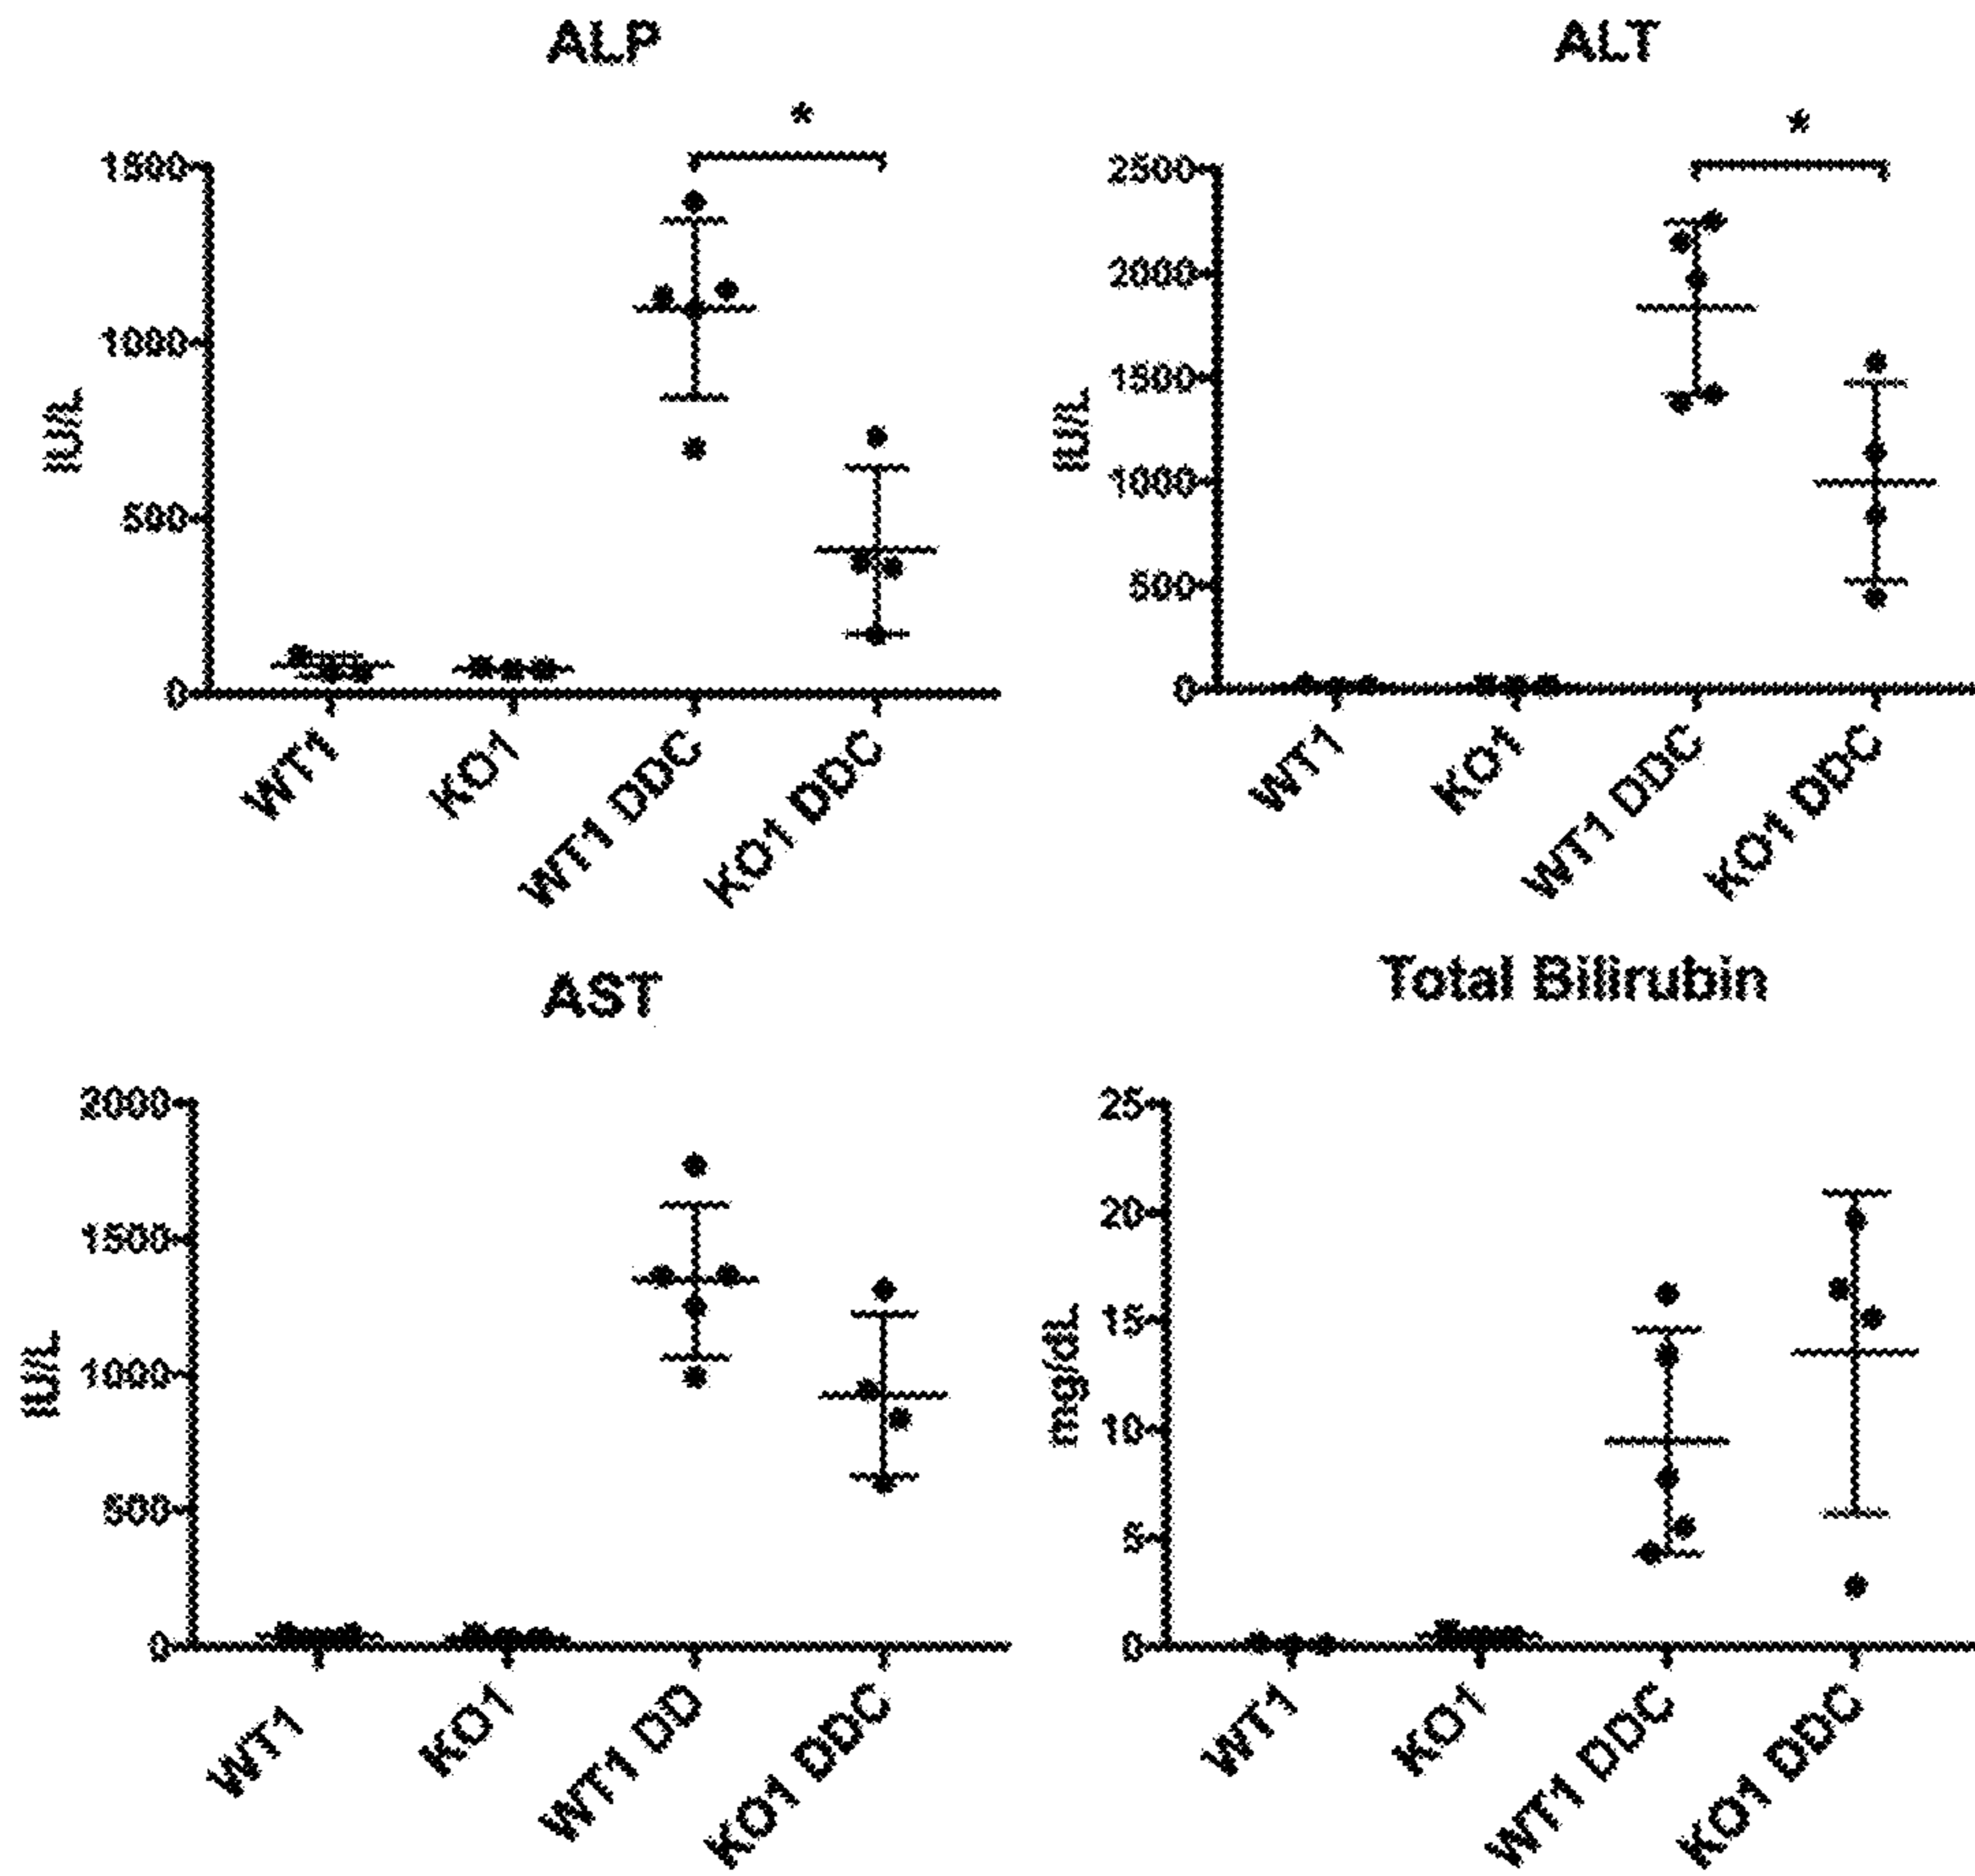 ALP
*
1500
1000
500
0
IU/L
WT1
KO1
WT1 DDC
KO1 DDC
ALT
*
2500
2000
1500
1000
500
0
IU/L
WT1
KO1
WT1 DDC
KO1 DDC
AST
2000
1500
1000
500
0
IU/L
WT1
KO1
WT1 DD
KO1 DDC
Total Bilirubin
25
20
15
10
5
0
mg/dL
WT1
KO1
WT1 DDC
KO1 DDC